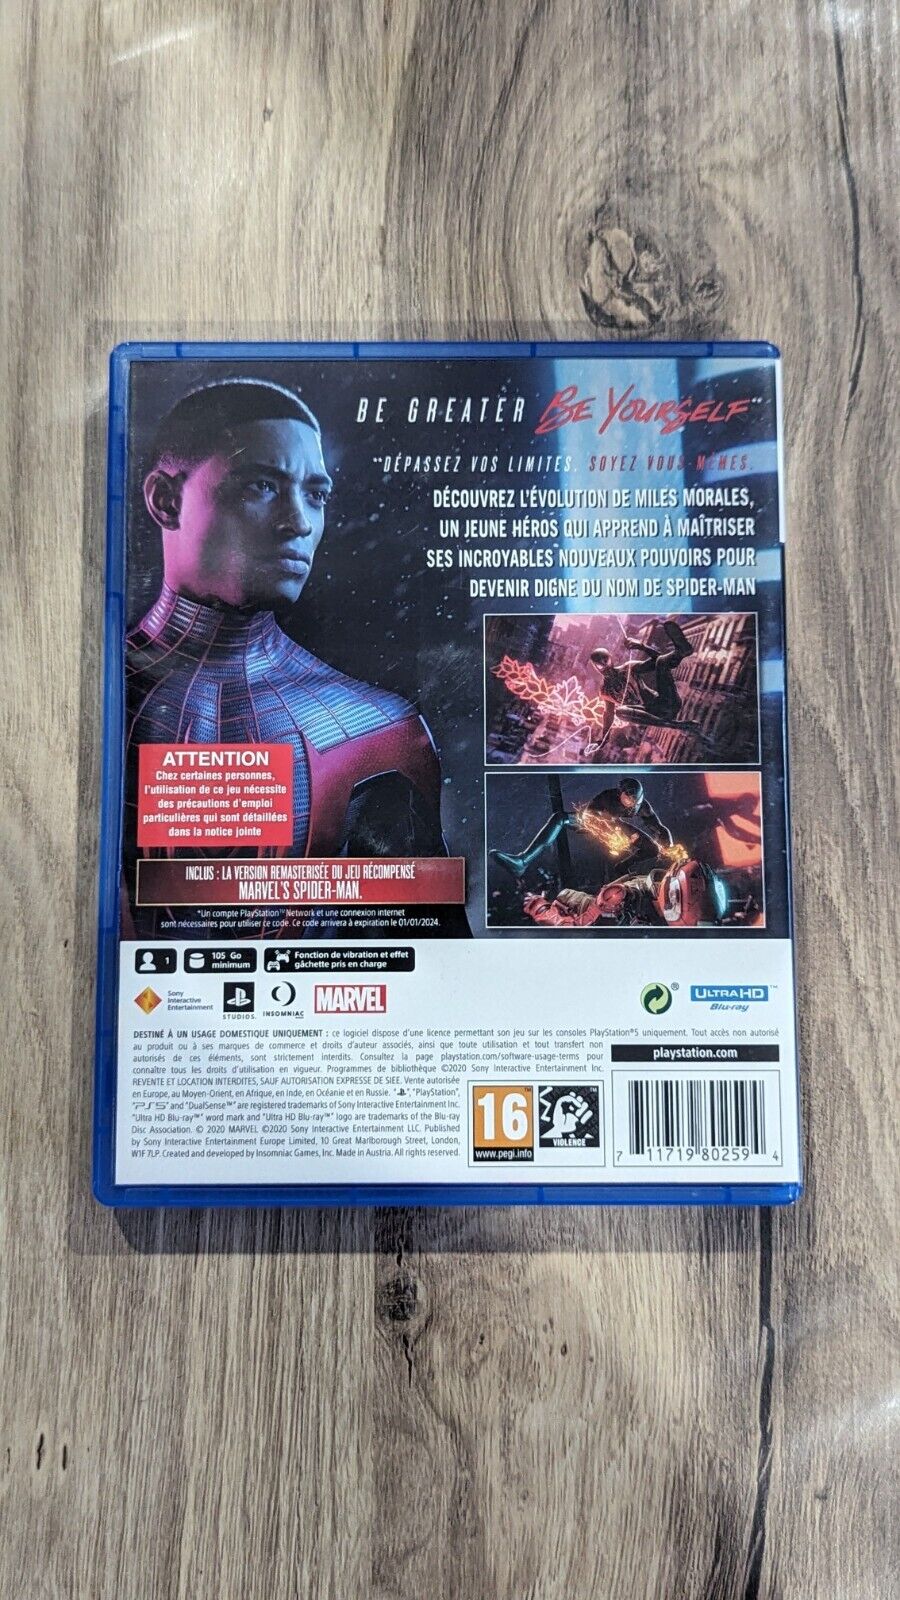 BE GREATER BE YOURSELF**
**DÉPASSEZ VOS LIMITES. SOYEZ VOUS-MÊMES.
DÉCOUVREZ L'ÉVOLUTION DE MILES MORALES,
UN JEUNE HÉROS QUI APPREND À MAÎTRISER
SES INCROYABLES NOUVEAUX POUVOIRS POUR
DEVENIR DIGNE DU NOM DE SPIDER-MAN
ATTENTION
Chez certaines personnes,
l'utilisation de ce jeu nécessite
des précautions d'emploi
particulières qui sont détaillées
dans la notice jointe
INCLUS : LA VERSION REMASTERISÉE DU JEU RÉCOMPENSÉ
MARVEL'S SPIDER-MAN.
*Un compte PlayStation™Network et une connexion internet
sont nécessaires pour utiliser ce code. Ce code arrivera à expiration le 01/01/2024.
1
105 Go
minimum
Fonction de vibration et effet
gâchette pris en charge
Sony
Interactive
Entertainment
STUDIOS
INSOMNIAC
MARVEL
®
ULTRA HD™
Blu-ray
DESTINÉ À UN USAGE DOMESTIQUE UNIQUEMENT : ce logiciel dispose d'une licence permettant son jeu sur les consoles PlayStation®5 uniquement. Tout accès non autorisé
au produit ou à ses marques de commerce et droits d'auteur associés, ainsi que toute utilisation et tout transfert non
autorisés de ces éléments, sont strictement interdits. Consultez la page playstation.com/software-usage-terms pour
connaître tous les droits d'utilisation en vigueur. Programmes de bibliothèque ©2020 Sony Interactive Entertainment Inc.
REVENTE ET LOCATION INTERDITES, SAUF AUTORISATION EXPRESSE DE SIEE. Vente autorisée
en Europe, au Moyen-Orient, en Afrique, en Inde, en Océanie et en Russie. "", "PlayStation",
"PS5" and "DualSense™" are registered trademarks of Sony Interactive Entertainment Inc.
"Ultra HD Blu-ray™" word mark and "Ultra HD Blu-ray™" logo are trademarks of the Blu-ray
Disc Association. © 2020 MARVEL ©2020 Sony Interactive Entertainment LLC. Published
by Sony Interactive Entertainment Europe Limited, 10 Great Marlborough Street, London,
W1F 7LP. Created and developed by Insomniac Games, Inc. Made in Austria. All rights reserved.
playstation.com
16
www.pegi.info
VIOLENCE
7 11719 80259 4